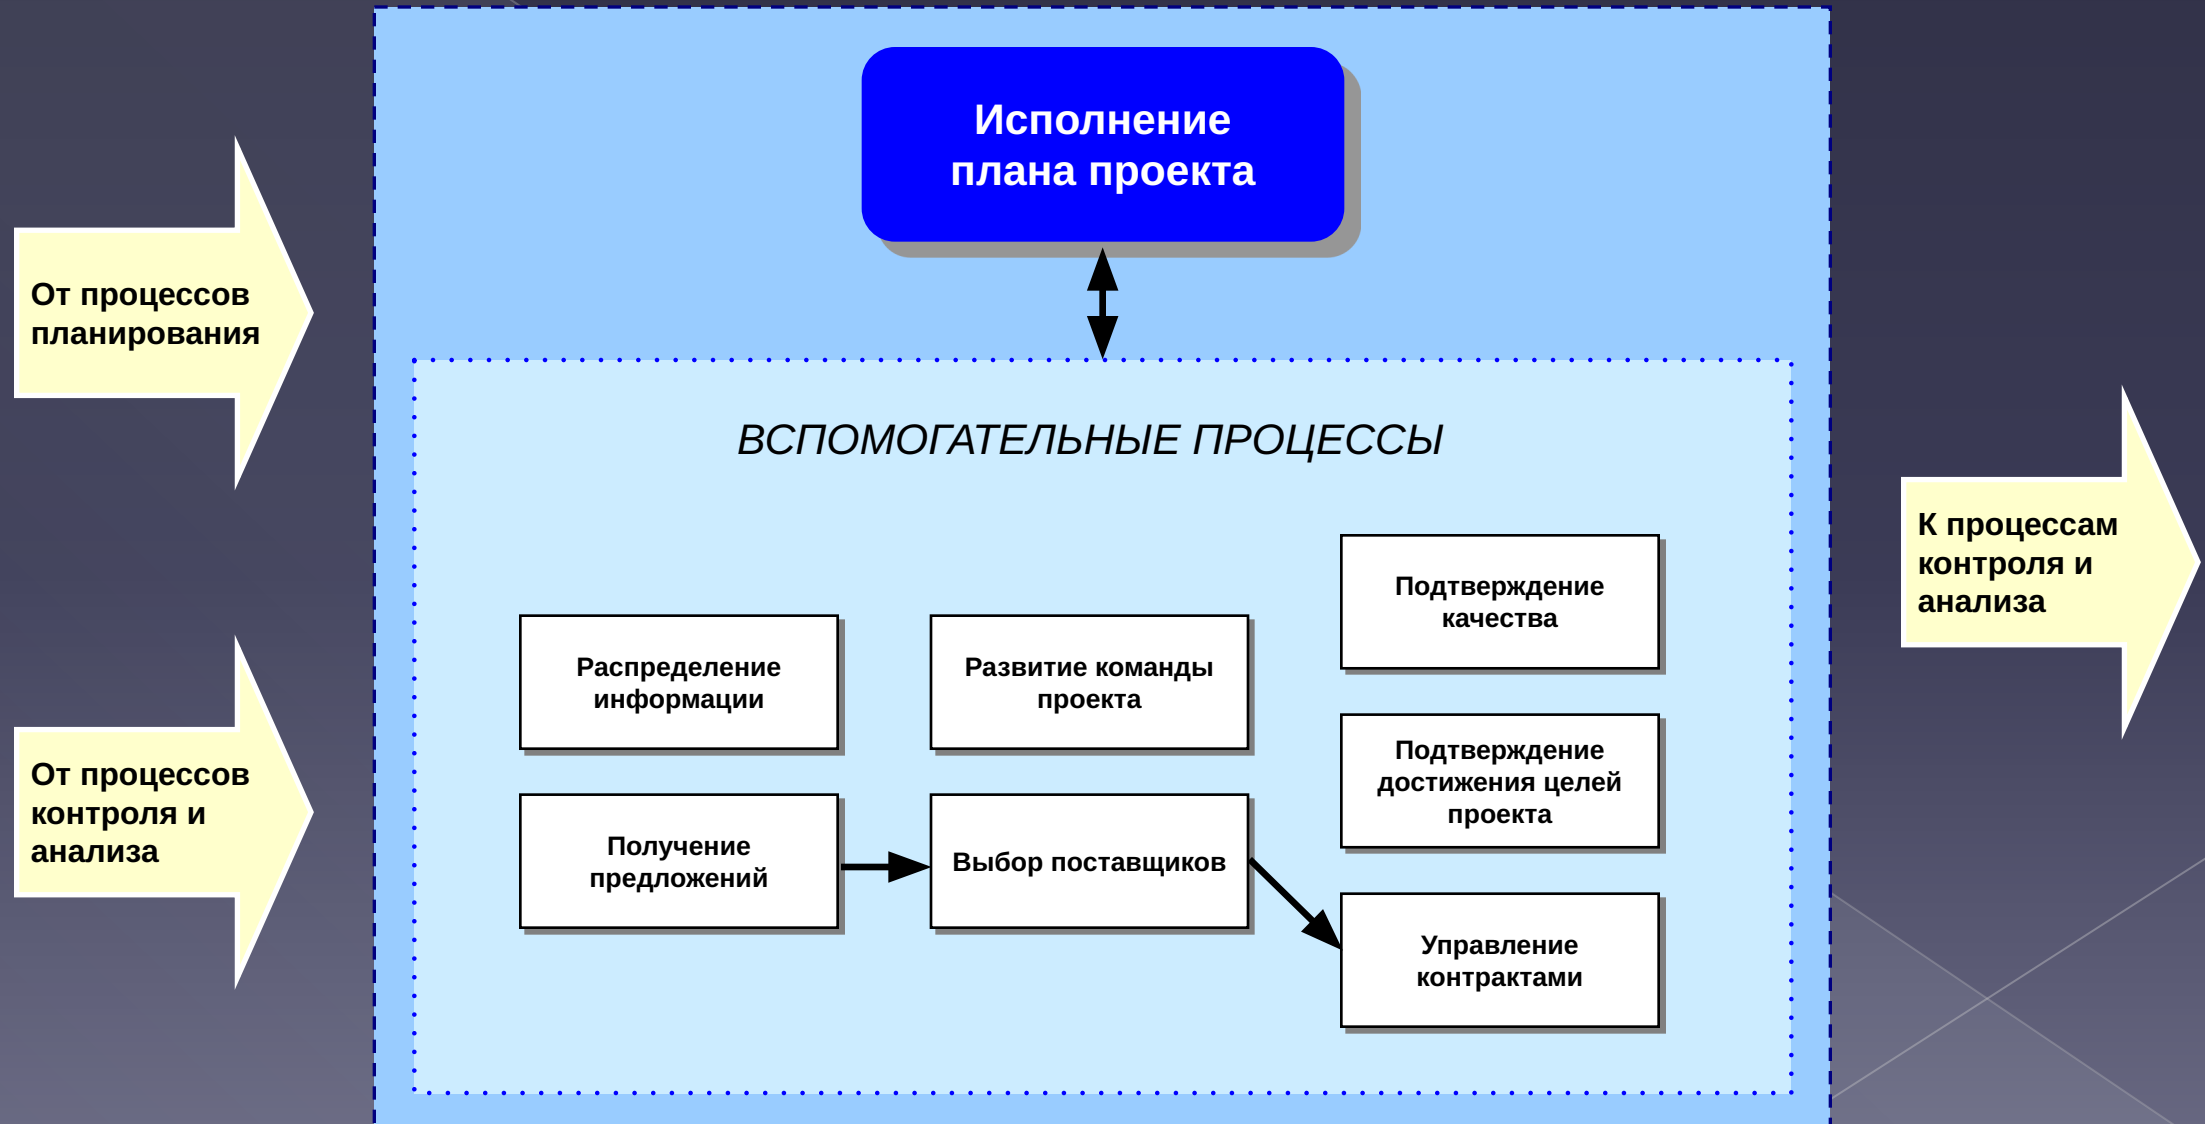 Исполнение
плана проекта
От процессов
планирования
ВСПОМОГАТЕЛЬНЫЕ ПРОЦЕССЫ
К процессам
контроля и
анализа
Подтверждение
качества
Распределение
информации
Развитие команды
проекта
Подтверждение
достижения целей
проекта
От процессов
контроля и
анализа
Получение
предложений
Выбор поставщиков
Управление
контрактами